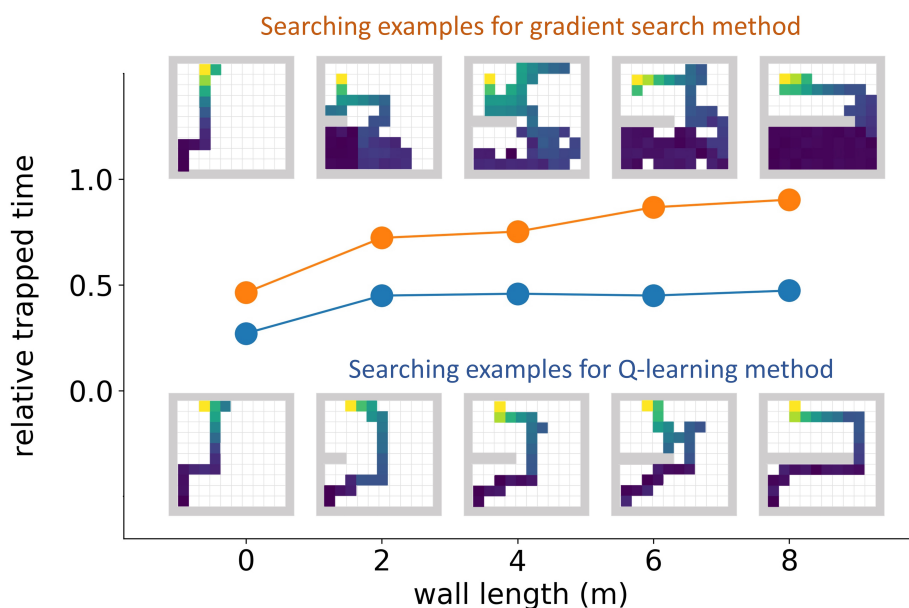 Searching examples for gradient search method
relative trapped time
1.0
0.5
Searching examples for Q-learning method
0.0
0 2 4 6 8
wall length (m)